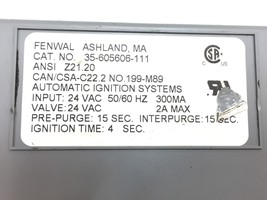 FENWAL ASHLAND, MA
CAT. NO. 35-605606-111
ANSI Z21.20
CAN/CSA-C22.2 NO.199-M89
AUTOMATIC IGNITION SYSTEMS
INPUT: 24 VAC 50/60 HZ 300MA
VALVE: 24 VAC 2A MAX
PRE-PURGE: 15 SEC. INTERPURGE: 15 SEC.
IGNITION TIME: 4 SEC.
C US